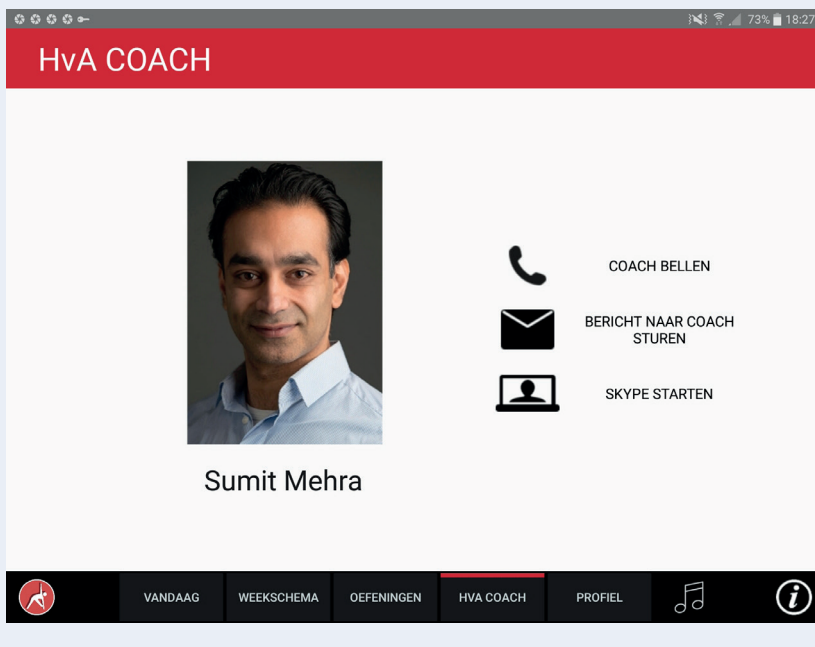 73% 18:27
HvA COACH
COACH BELLEN
BERICHT NAAR COACH
STUREN
SKYPE STARTEN
Sumit Mehra
VANDAAG WEEKSCHEMA OEFENINGEN HVA COACH PROFIEL